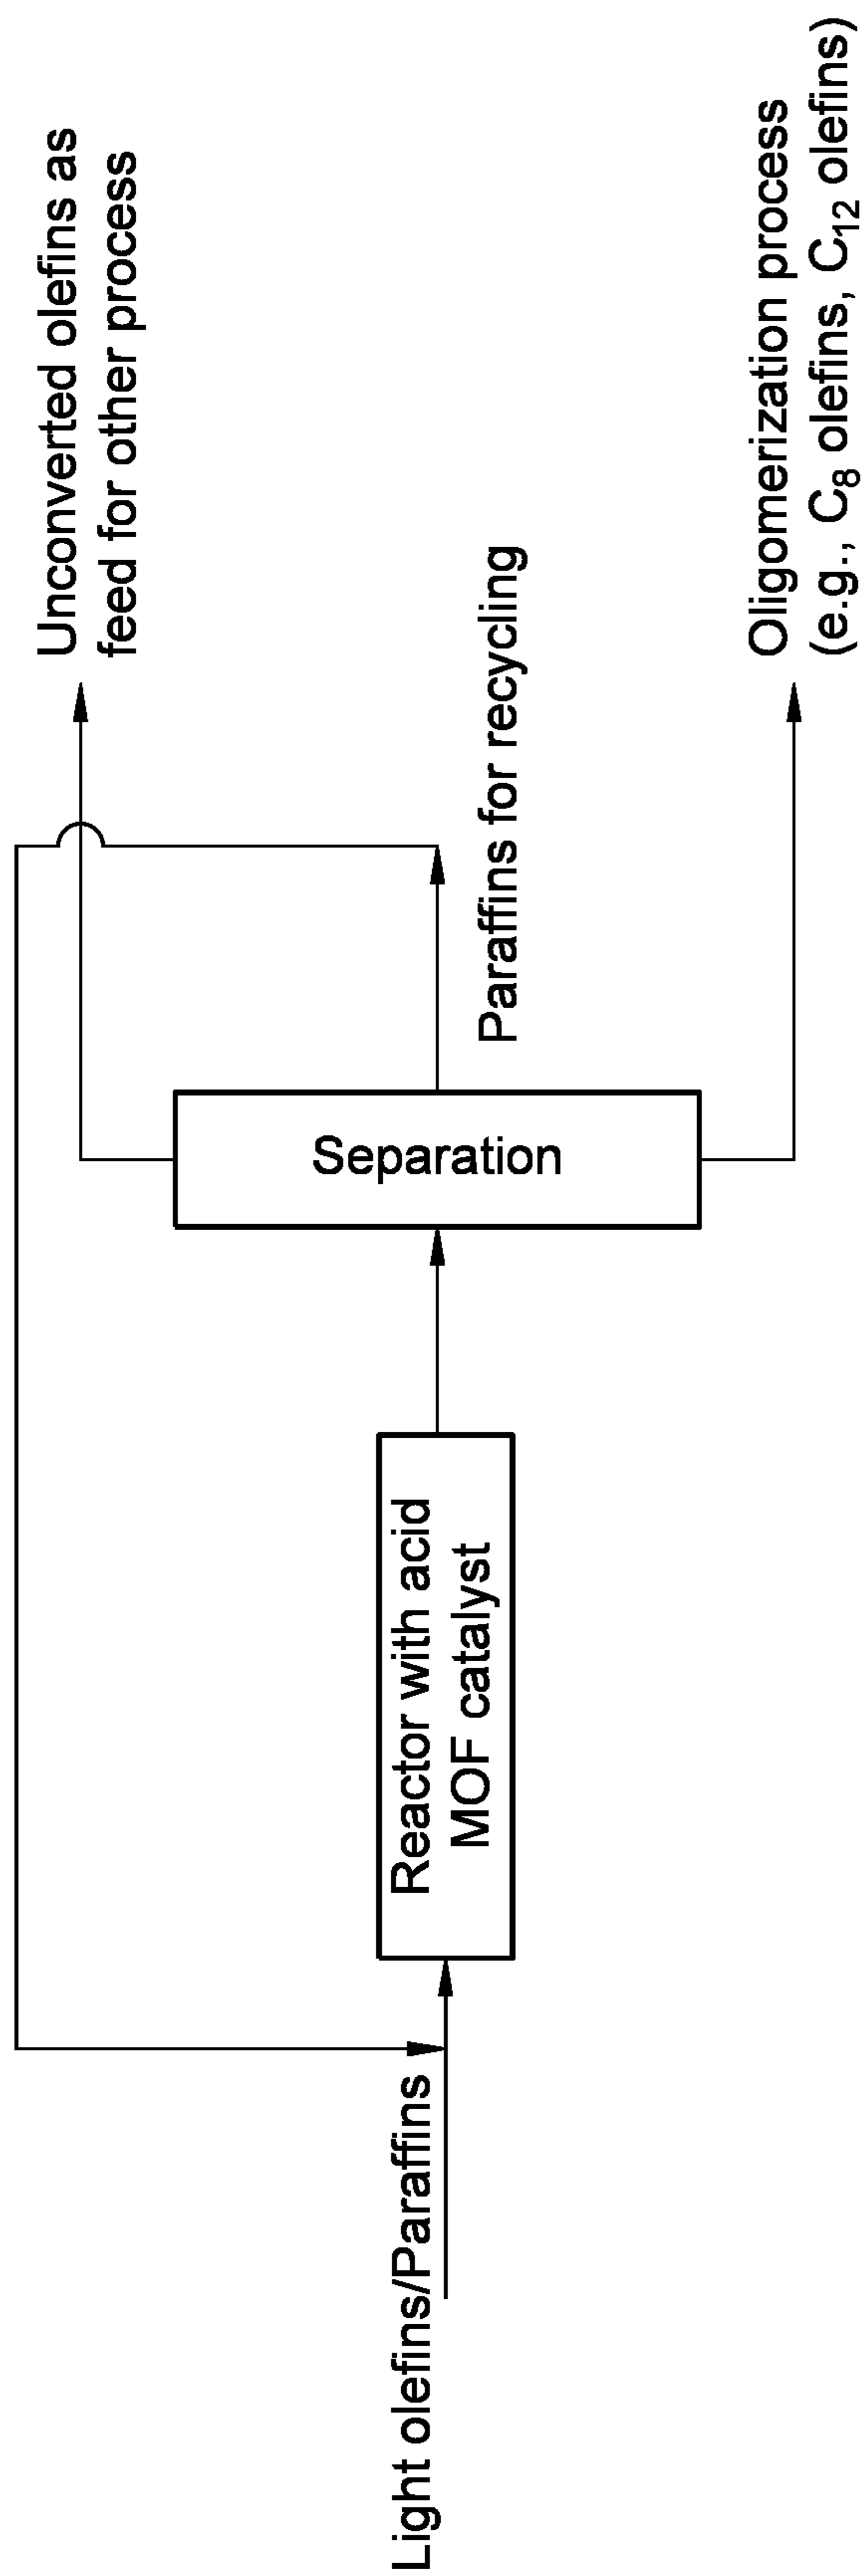 Light olefins/Paraffins
Reactor with acid
MOF catalyst
Separation
Unconverted olefins as
feed for other process
Paraffins for recycling
Oligomerization process
(e.g., C₈ olefins, C₁₂ olefins)